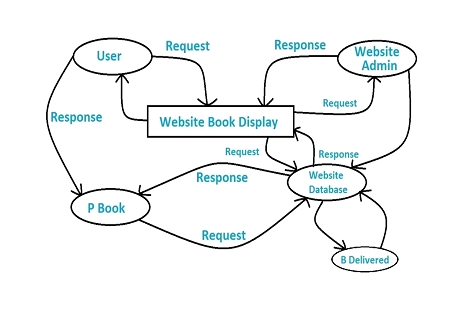 User
Request
Response
Website
Admin
Website Book Display
Request
Response
Request
Response
Website
Database
Response
P Book
Request
B Delivered